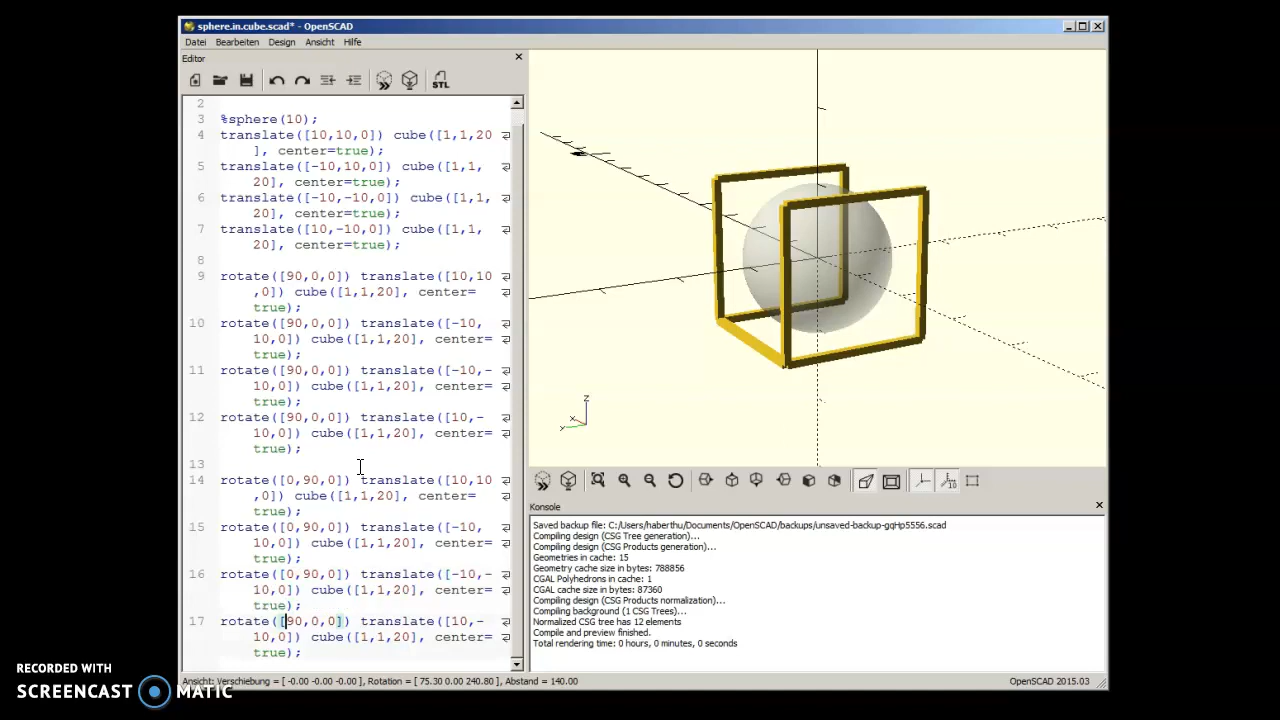 sphere.in.cube.scad* - OpenSCAD
Datei Bearbeiten Design Ansicht Hilfe
Editor
STL
2
3 %sphere(10);
4 translate([10,10,0]) cube([1,1,20
], center=true);
5 translate([-10,10,0]) cube([1,1,
20], center=true);
6 translate([-10,-10,0]) cube([1,1,
20], center=true);
7 translate([10,-10,0]) cube([1,1,
20], center=true);
8
9 rotate([90,0,0]) translate([10,10
,0]) cube([1,1,20], center=
true);
10 rotate([90,0,0]) translate([-10,
10,0]) cube([1,1,20], center=
true);
11 rotate([90,0,0]) translate([-10,-
10,0]) cube([1,1,20], center=
true);
12 rotate([90,0,0]) translate([10,-
10,0]) cube([1,1,20], center=
true);
13
14 rotate([0,90,0]) translate([10,10
,0]) cube([1,1,20], center=
true);
15 rotate([0,90,0]) translate([-10,
10,0]) cube([1,1,20], center=
true);
16 rotate([0,90,0]) translate([-10,-
10,0]) cube([1,1,20], center=
true);
17 rotate([90,0,0]) translate([10,-
10,0]) cube([1,1,20], center=
true);
z
x
y
10
Konsole
Saved backup file: C:/Users/haberthu/Documents/OpenSCAD/backups/unsaved-backup-gqHp5556.scad
Compiling design (CSG Tree generation)...
Compiling design (CSG Products generation)...
Geometries in cache: 15
Geometry cache size in bytes: 788856
CGAL Polyhedrons in cache: 1
CGAL cache size in bytes: 87360
Compiling design (CSG Products normalization)...
Compiling background (1 CSG Trees)...
Normalized CSG tree has 12 elements
Compile and preview finished.
Total rendering time: 0 hours, 0 minutes, 0 seconds
Ansicht: Verschiebung = [ -0.00 -0.00 -0.00 ], Rotation = [ 75.30 0.00 240.80 ], Abstand = 140.00
OpenSCAD 2015.03
RECORDED WITH
SCREENCAST MATIC